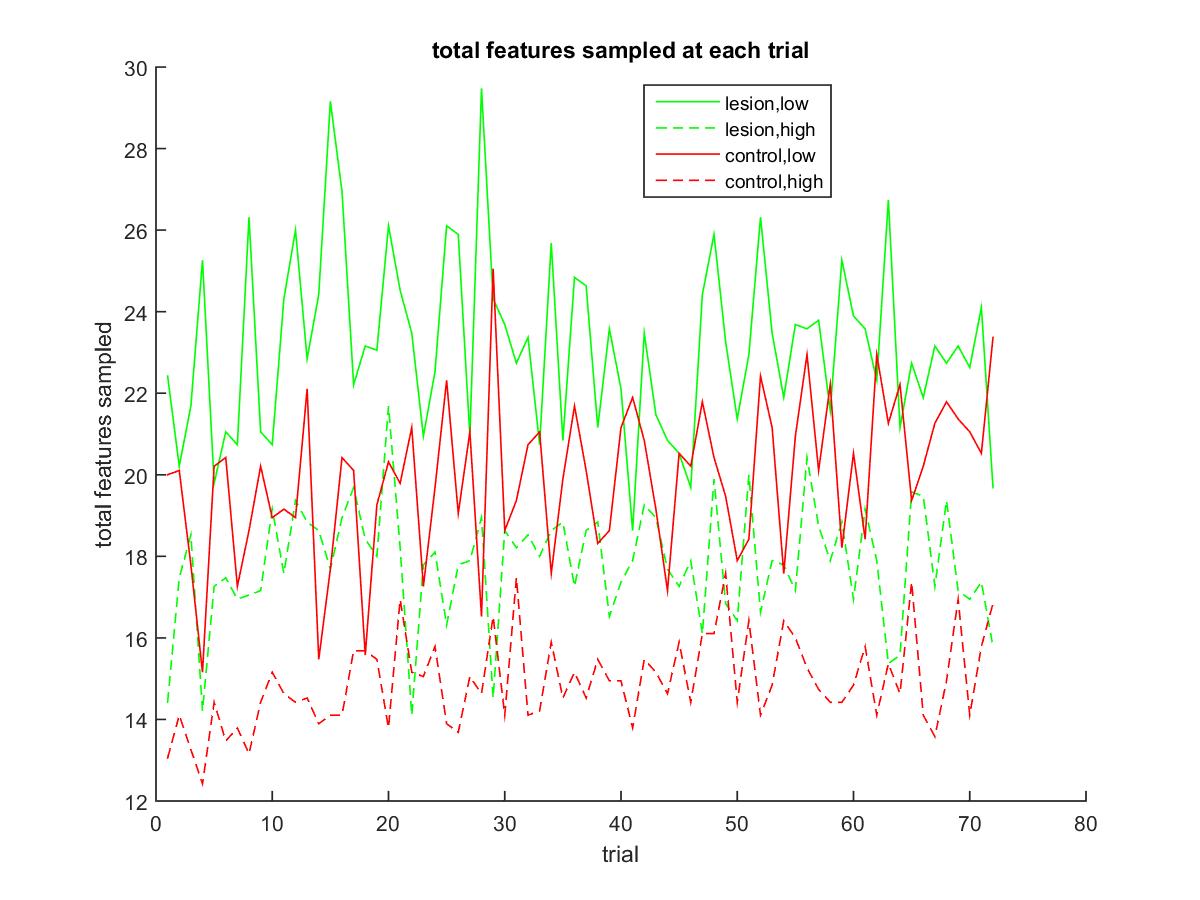 total features sampled at each trial
30
28
26
24
22
20
18
16
14
12
total features sampled
lesion,low
lesion,high
control,low
control,high
0 10 20 30 40 50 60 70 80
trial